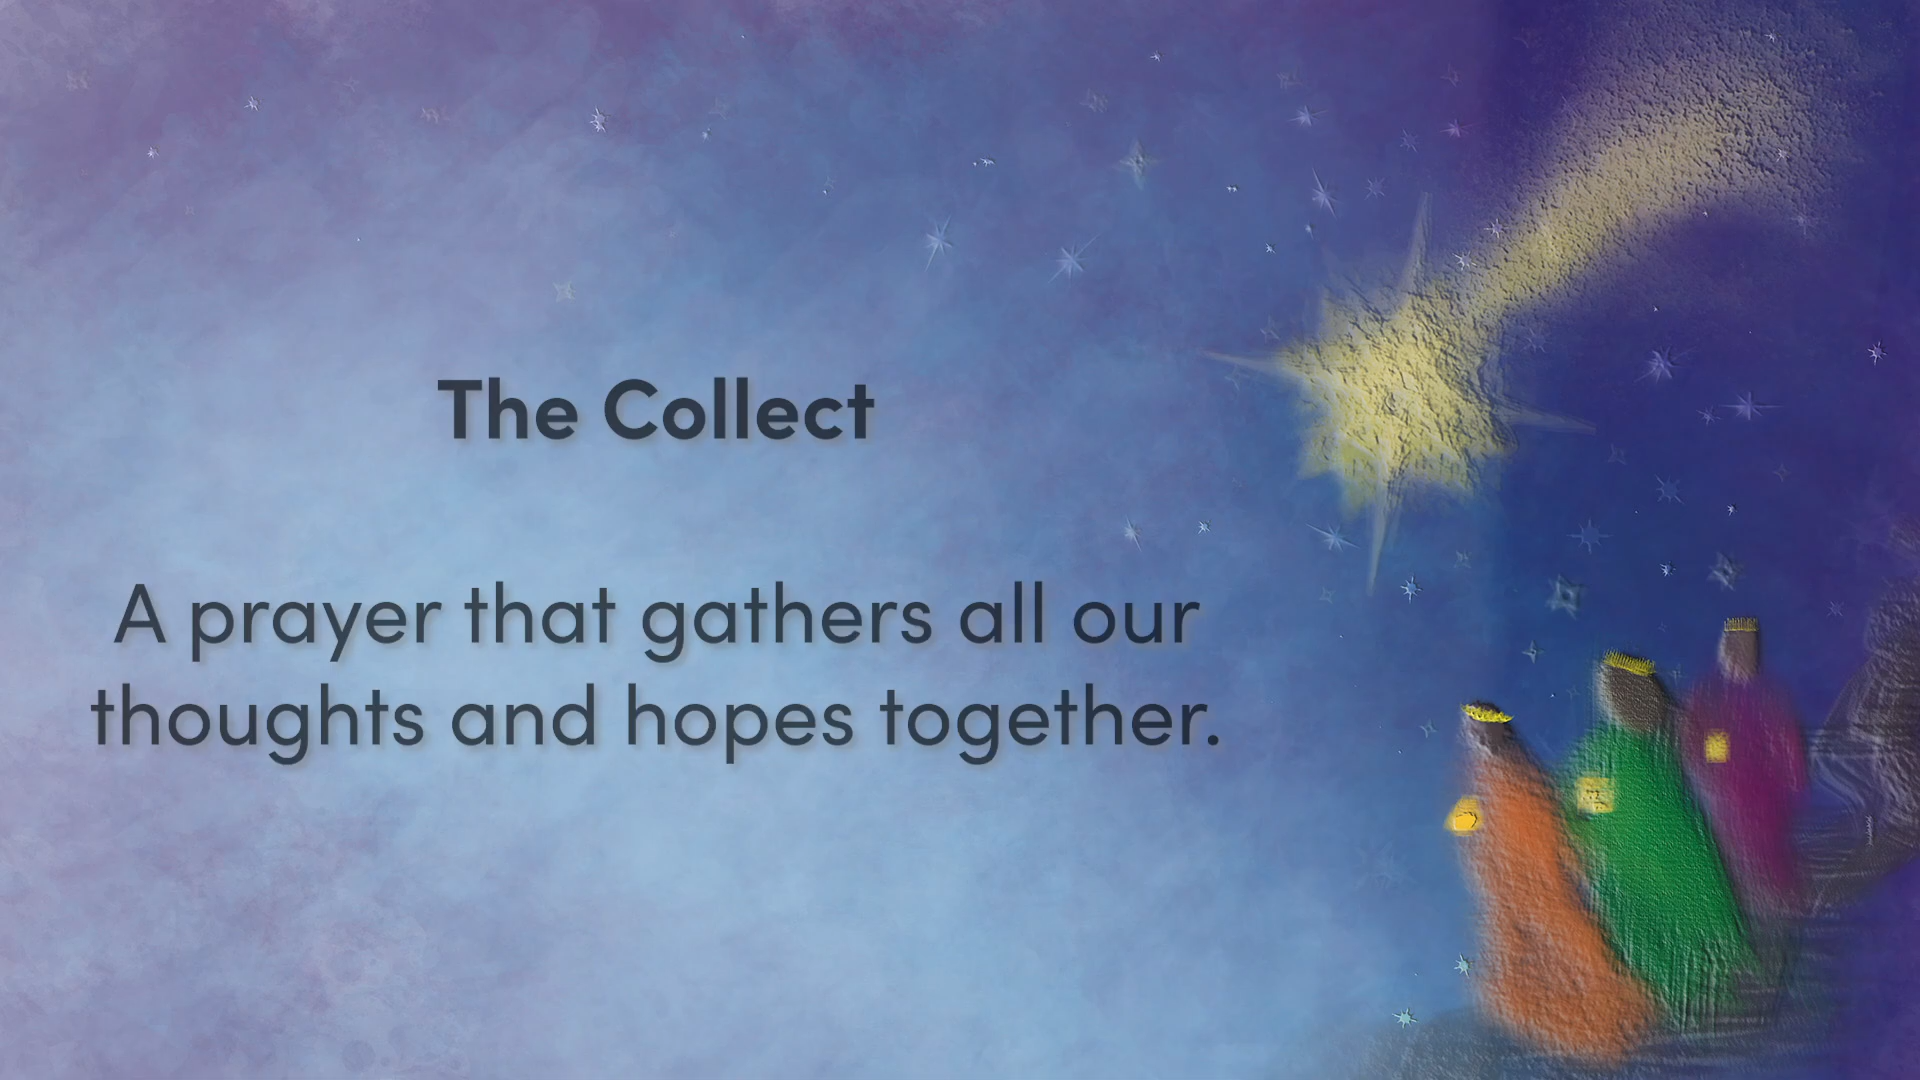 The Collect
A prayer that gathers all our
thoughts and hopes together.